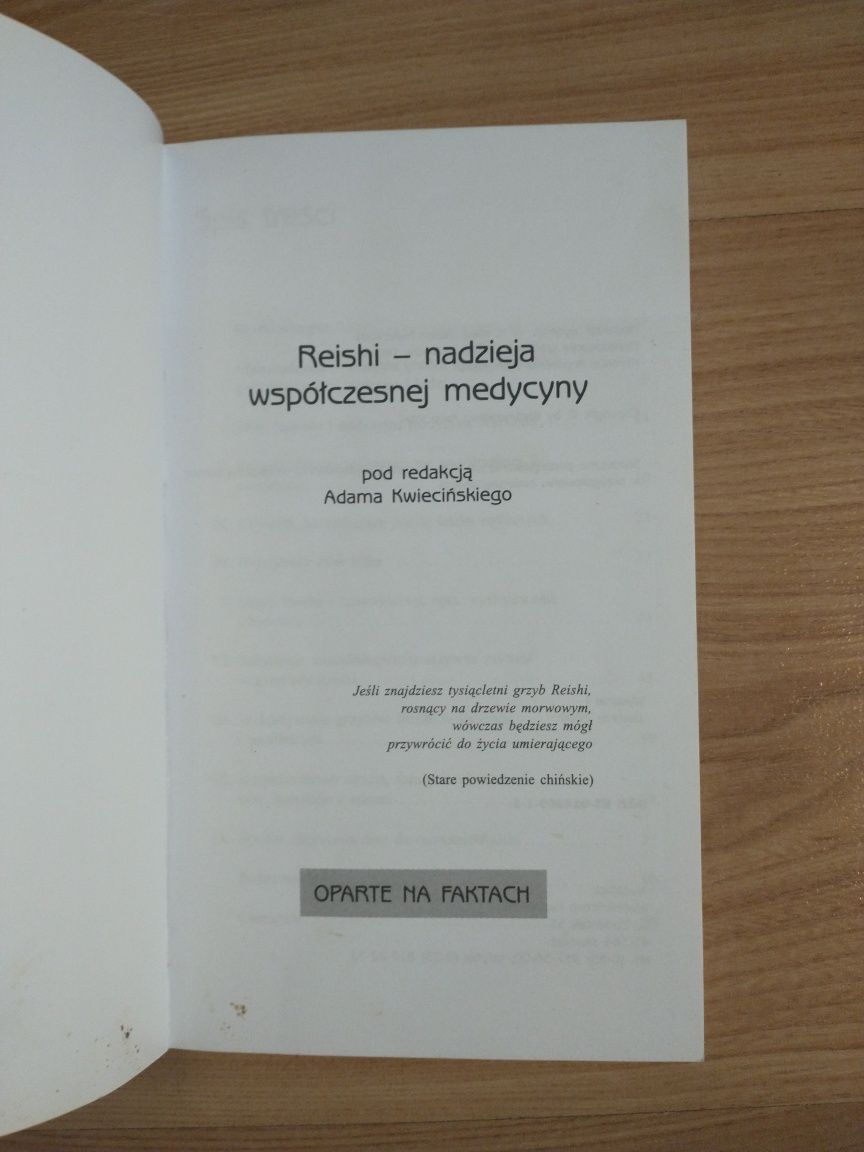 Reishi – nadzieja
współczesnej medycyny
pod redakcją
Adama Kwiecińskiego
Jeśli znajdziesz tysiącletni grzyb Reishi,
rosnący na drzewie morwowym,
wówczas będziesz mógł
przywrócić do życia umierającego
(Stare powiedzenie chińskie)
OPARTE NA FAKTACH